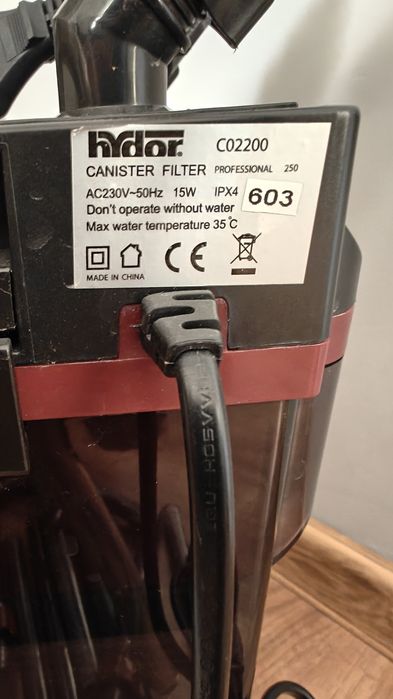 hydor. C02200
CANISTER FILTER PROFESSIONAL 250
AC230V~50Hz 15W IPX4 603
Don't operate without water
Max water temperature 35°C
CE
MADE IN CHINA